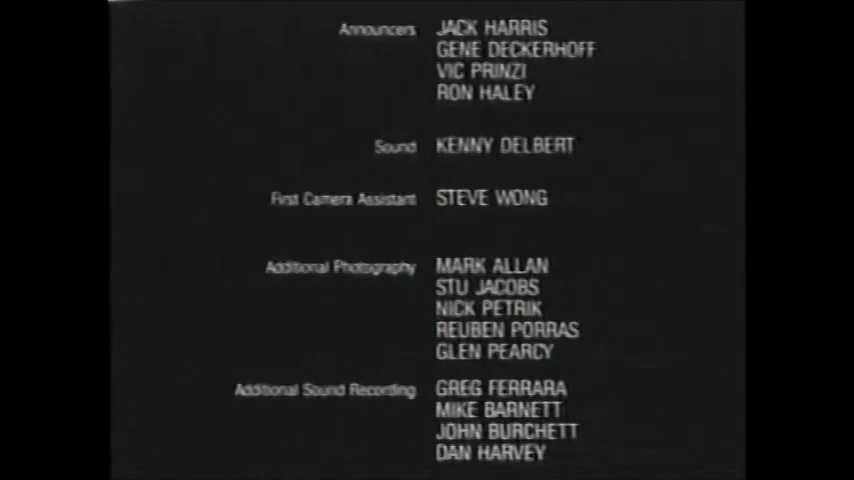 Announcers JACK HARRIS
GENE DECKERHOFF
VIC PRINZI
RON HALEY
Sound KENNY DELBERT
First Camera Assistant STEVE WONG
Additional Photography MARK ALLAN
STU JACOBS
NICK PETRIK
REUBEN PORRAS
GLEN PEARCY
Additional Sound Recording GREG FERRARA
MIKE BARNETT
JOHN BURCHETT
DAN HARVEY